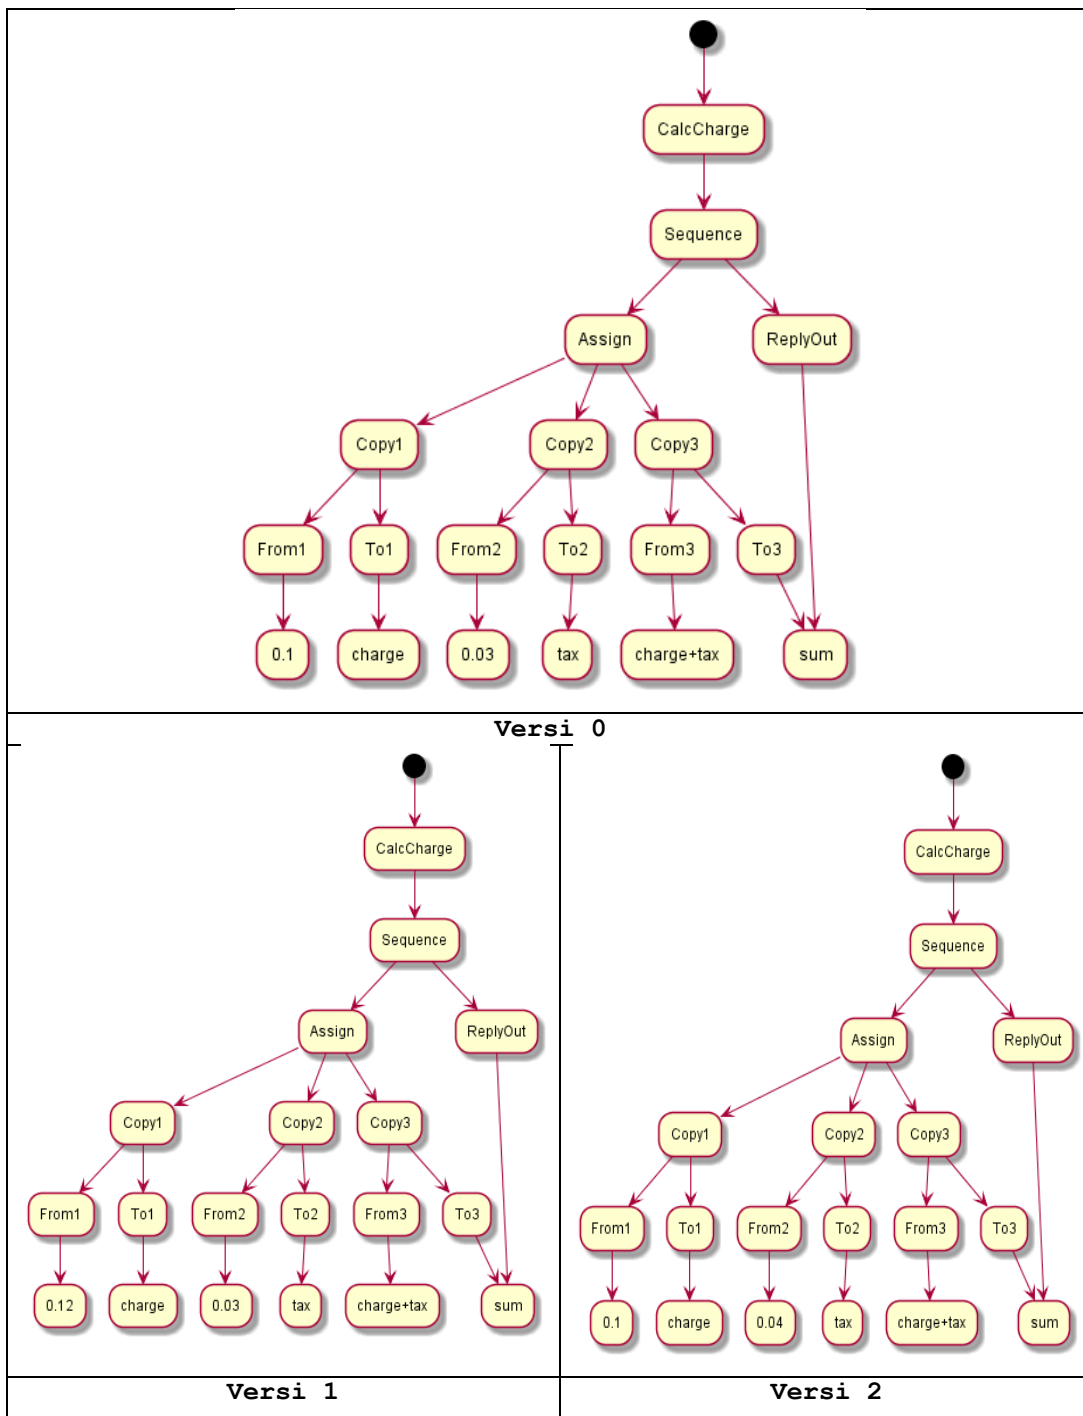 CalcCharge
Sequence
Assign
ReplyOut
Copy1
Copy2
Copy3
From1
To1
From2
To2
From3
To3
0.1
charge
0.03
tax
charge+tax
sum
Versi 0
CalcCharge
Sequence
Assign
ReplyOut
Copy1
Copy2
Copy3
From1
To1
From2
To2
From3
To3
0.12
charge
0.03
tax
charge+tax
sum
Versi 1
CalcCharge
Sequence
Assign
ReplyOut
Copy1
Copy2
Copy3
From1
To1
From2
To2
From3
To3
0.1
charge
0.04
tax
charge+tax
sum
Versi 2